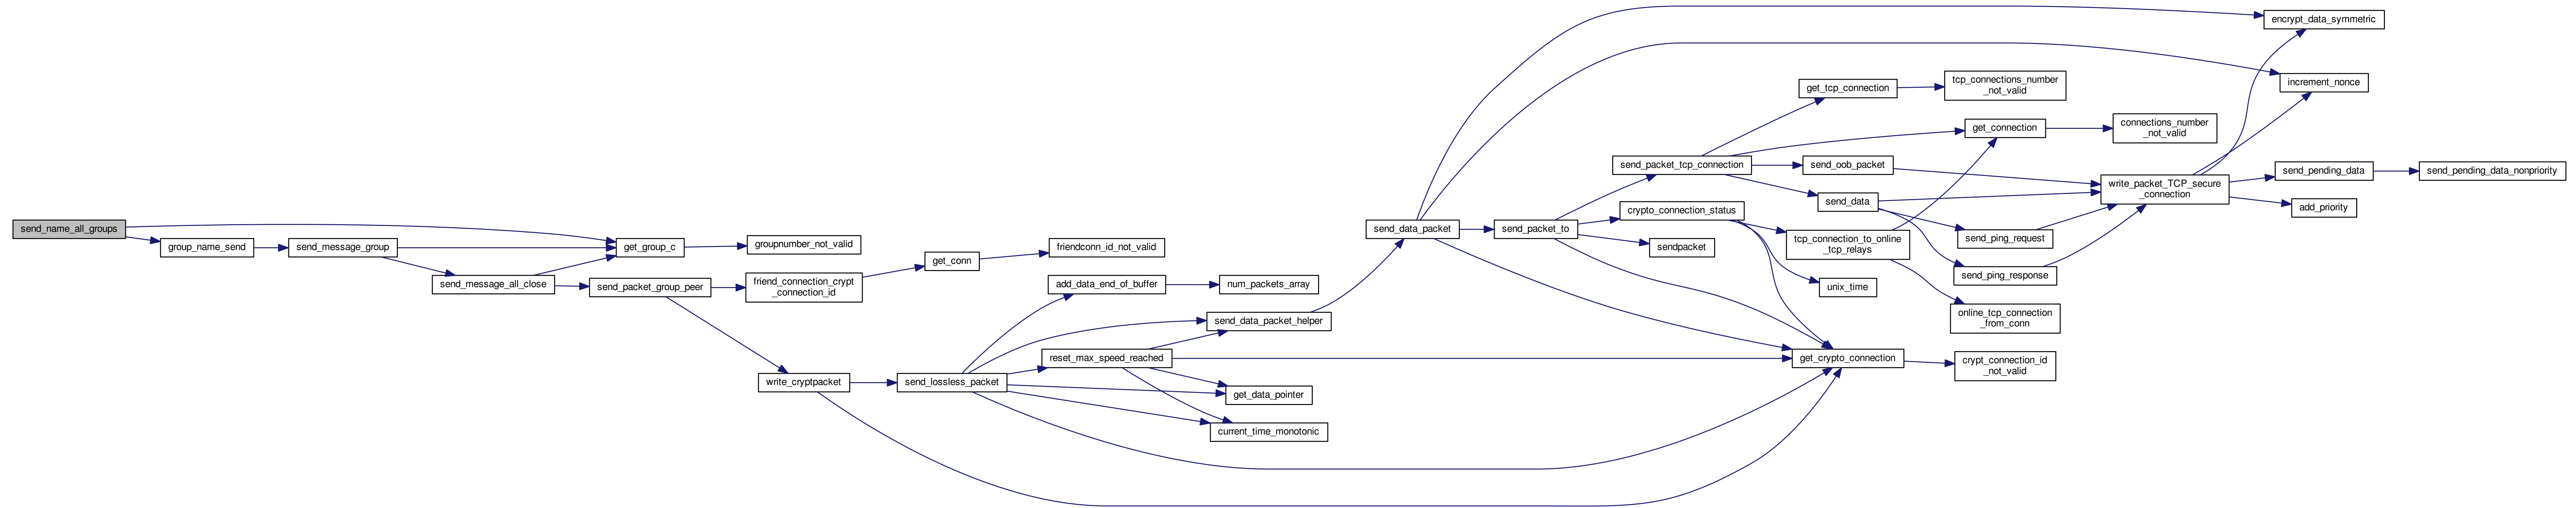 send_name_all_groups
group_name_send
send_message_group
send_message_all_close
get_group_c
send_packet_group_peer
groupnumber_not_valid
friend_connection_crypt
_connection_id
write_cryptpacket
get_conn
send_lossless_packet
friendconn_id_not_valid
add_data_end_of_buffer
reset_max_speed_reached
num_packets_array
send_data_packet_helper
get_data_pointer
current_time_monotonic
send_data_packet
send_packet_to
send_packet_tcp_connection
crypto_connection_status
sendpacket
get_tcp_connection
send_oob_packet
send_data
tcp_connection_to_online
_tcp_relays
unix_time
get_crypto_connection
tcp_connections_number
_not_valid
get_connection
send_ping_request
send_ping_response
online_tcp_connection
_from_conn
crypt_connection_id
_not_valid
connections_number
_not_valid
write_packet_TCP_secure
_connection
encrypt_data_symmetric
increment_nonce
send_pending_data
add_priority
send_pending_data_nonpriority